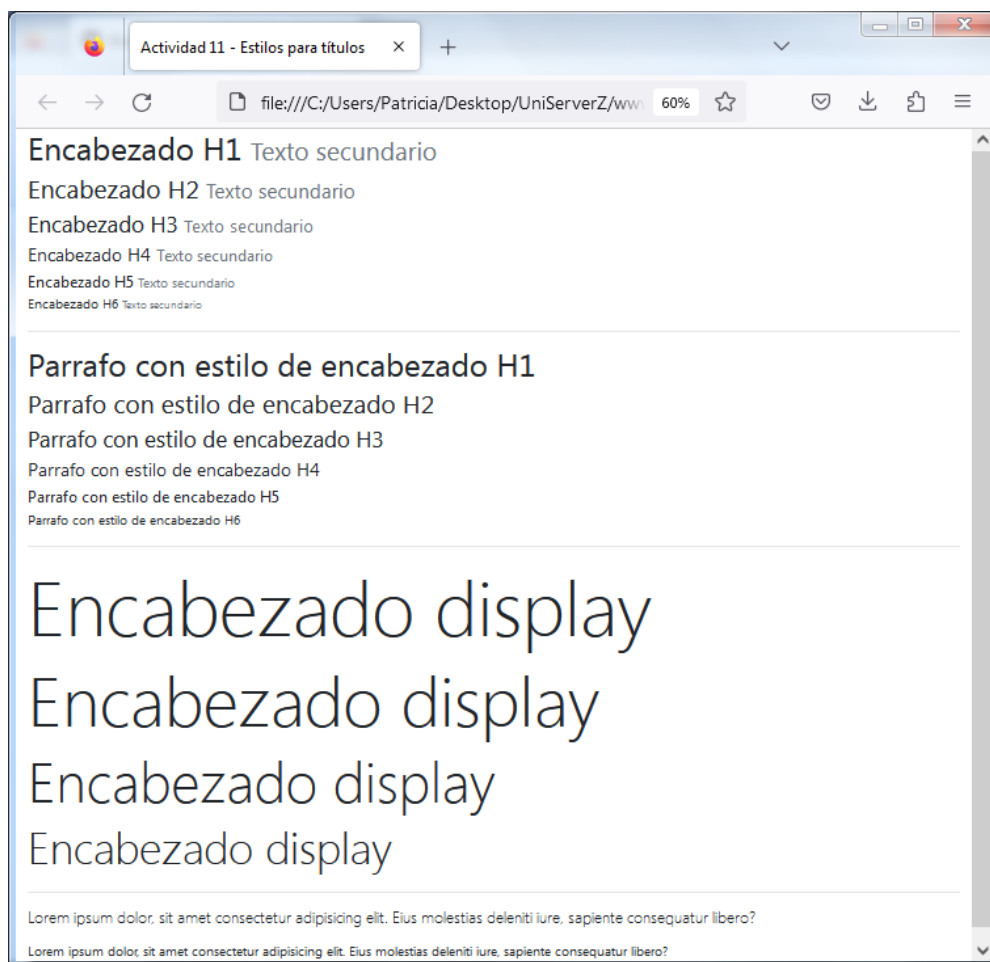 Actividad 11 - Estilos para títulos
file:///C:/Users/Patricia/Desktop/UniServerZ/www 60%
Encabezado H1 Texto secundario
Encabezado H2 Texto secundario
Encabezado H3 Texto secundario
Encabezado H4 Texto secundario
Encabezado H5 Texto secundario
Encabezado H6 Texto secundario
Parrafo con estilo de encabezado H1
Parrafo con estilo de encabezado H2
Parrafo con estilo de encabezado H3
Parrafo con estilo de encabezado H4
Parrafo con estilo de encabezado H5
Parrafo con estilo de encabezado H6
Encabezado display
Encabezado display
Encabezado display
Encabezado display
Lorem ipsum dolor, sit amet consectetur adipisicing elit. Eius molestias deleniti iure, sapiente consequatur libero?
Lorem ipsum dolor, sit amet consectetur adipisicing elit. Eius molestias deleniti iure, sapiente consequatur libero?